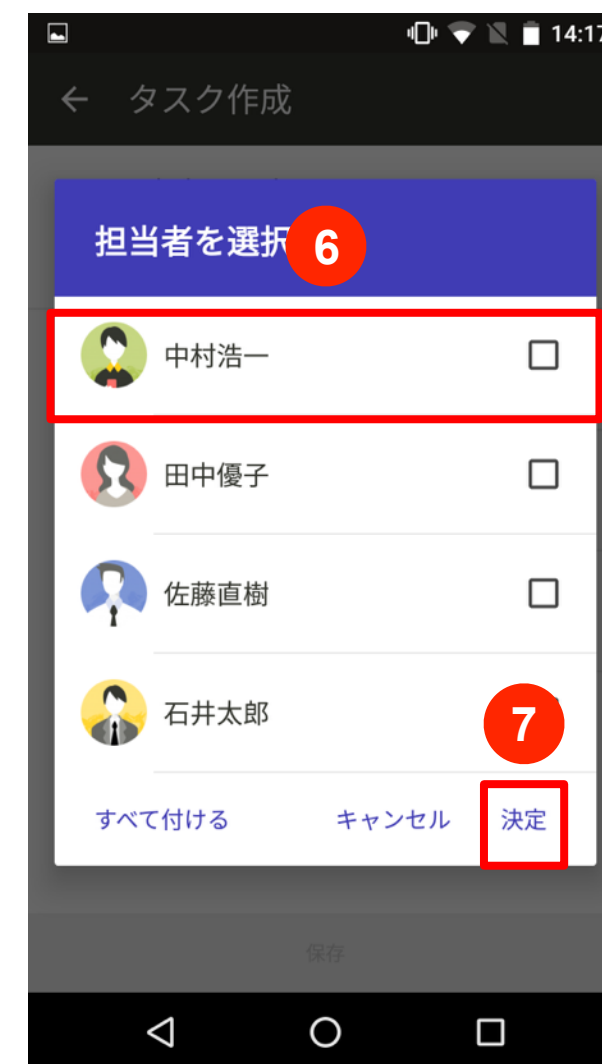 14:17
タスク作成
担当者を選択
6
中村浩一
田中優子
佐藤直樹
石井太郎
7
すべて付ける
キャンセル
決定
保存